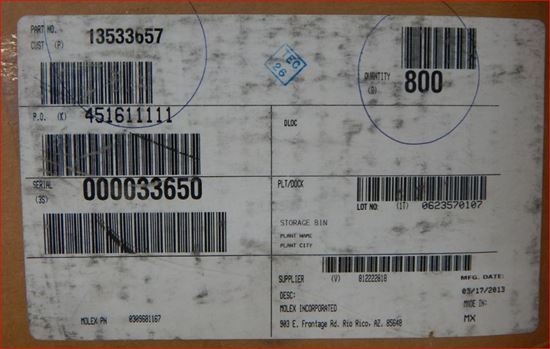 PART NO.
CUST (P) 13533657
TEC
26
QUANTITY
(Q) 800
P.O. (K) 451611111
DLOC
SERIAL
(3S) 000033650
PLT/DOCK
LOT NO: (1T) 0623570107
STORAGE BIN
PLANT NAME
PLANT CITY
SUPPLIER (V) 812222618
MFG. DATE:
03/17/2013
DESC:
MOLEX INCORPORATED
MADE IN:
MX
903 E. Frontage Rd. Rio Rico, AZ. 85648
MOLEX PN 0309681167